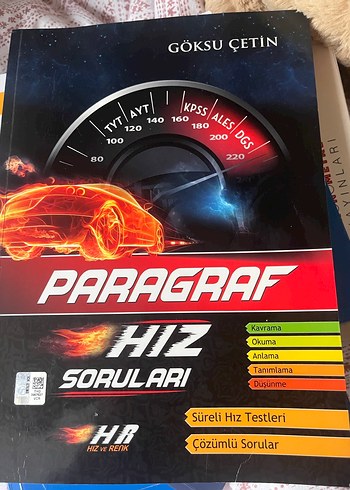 GÖKSU ÇETİN
TYT AYT KPSS ALES DGS
80 100 120 140 160 180 200 220
PARAGRAF
HIZ
SORULARI
Kavrama
Okuma
Anlama
Tanımlama
Düşünme
Süreli Hız Testleri
Çözümlü Sorular
HR
HIZ VE RENK
YAYINLARI